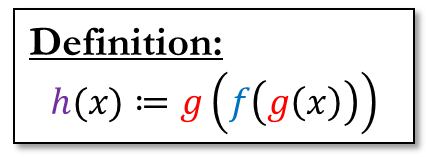 Definition:
h(x) ≔ g(f(g(x)))